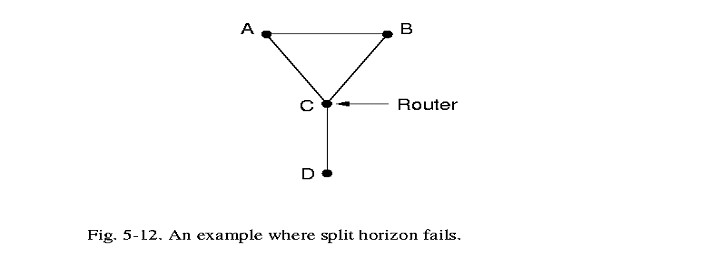 A
B
C
Router
D
Fig. 5-12. An example where split horizon fails.